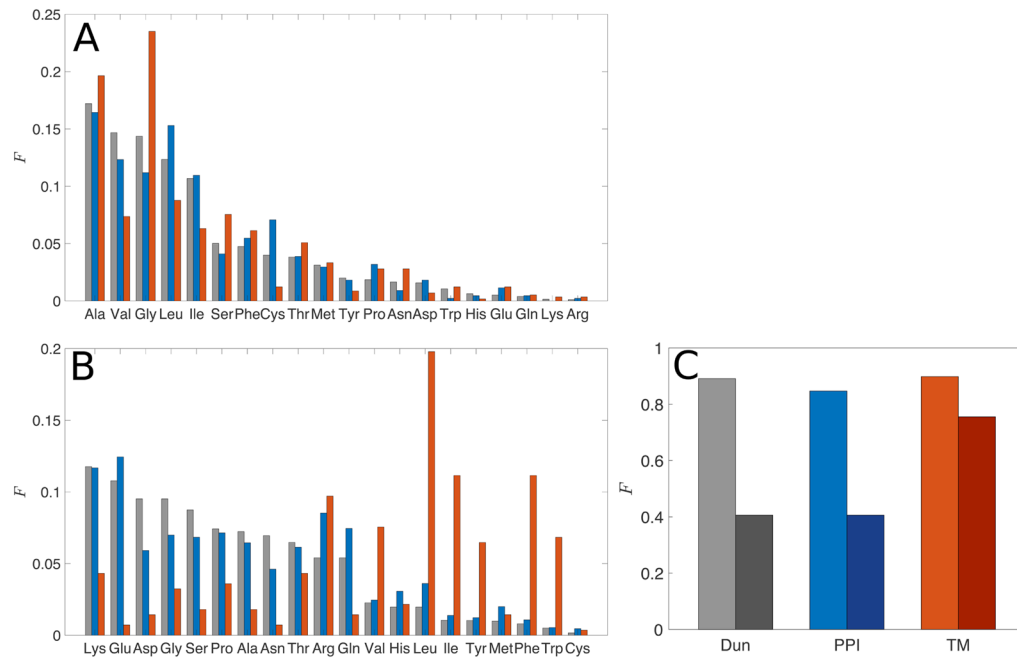 A
0.25
0.2
0.15
0.1
0.05
0
F
Ala Val Gly Leu Ile Ser Phe Cys Thr Met Tyr Pro Asn Asp Trp His Glu Gln Lys Arg
B
0.2
0.15
0.1
0.05
0
F
Lys Glu Asp Gly Ser Pro Ala Asn Thr Arg Gln Val His Leu Ile Tyr Met Phe Trp Cys
C
1
0.8
0.6
0.4
0.2
0
F
Dun PPI TM